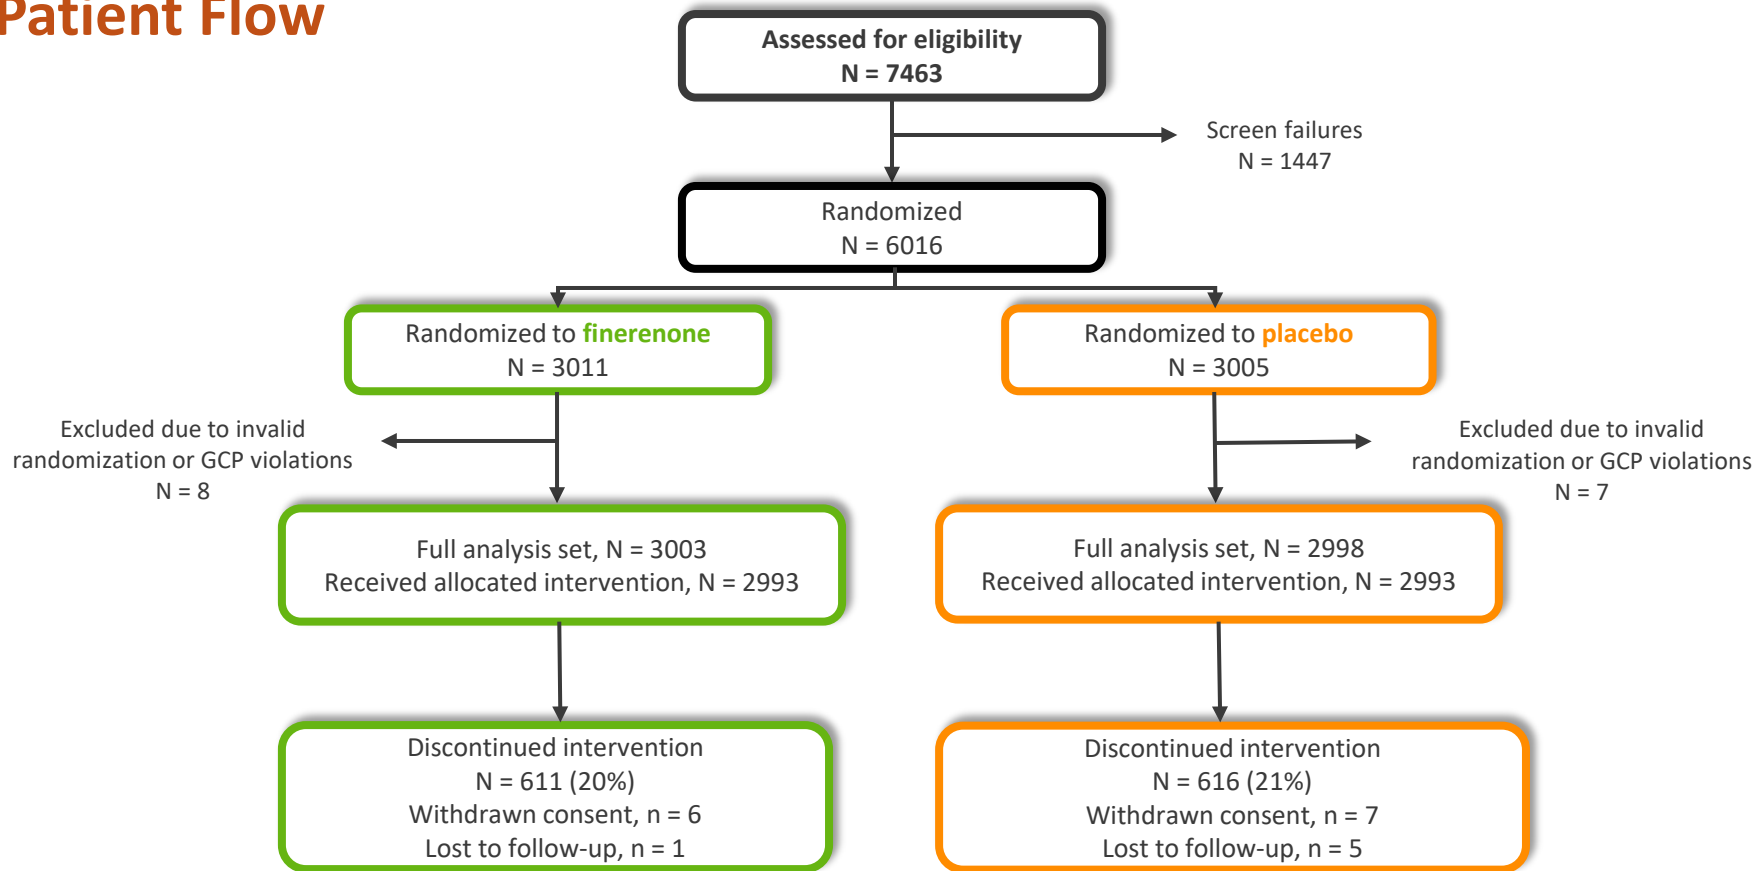 Patient Flow
Assessed for eligibility
N = 7463
Screen failures
N = 1447
Randomized
N = 6016
Randomized to finerenone
N = 3011
Randomized to placebo
N = 3005
Excluded due to invalid
randomization or GCP violations
N = 8
Excluded due to invalid
randomization or GCP violations
N = 7
Full analysis set, N = 3003
Received allocated intervention, N = 2993
Full analysis set, N = 2998
Received allocated intervention, N = 2993
Discontinued intervention
N = 611 (20%)
Withdrawn consent, n = 6
Lost to follow-up, n = 1
Discontinued intervention
N = 616 (21%)
Withdrawn consent, n = 7
Lost to follow-up, n = 5